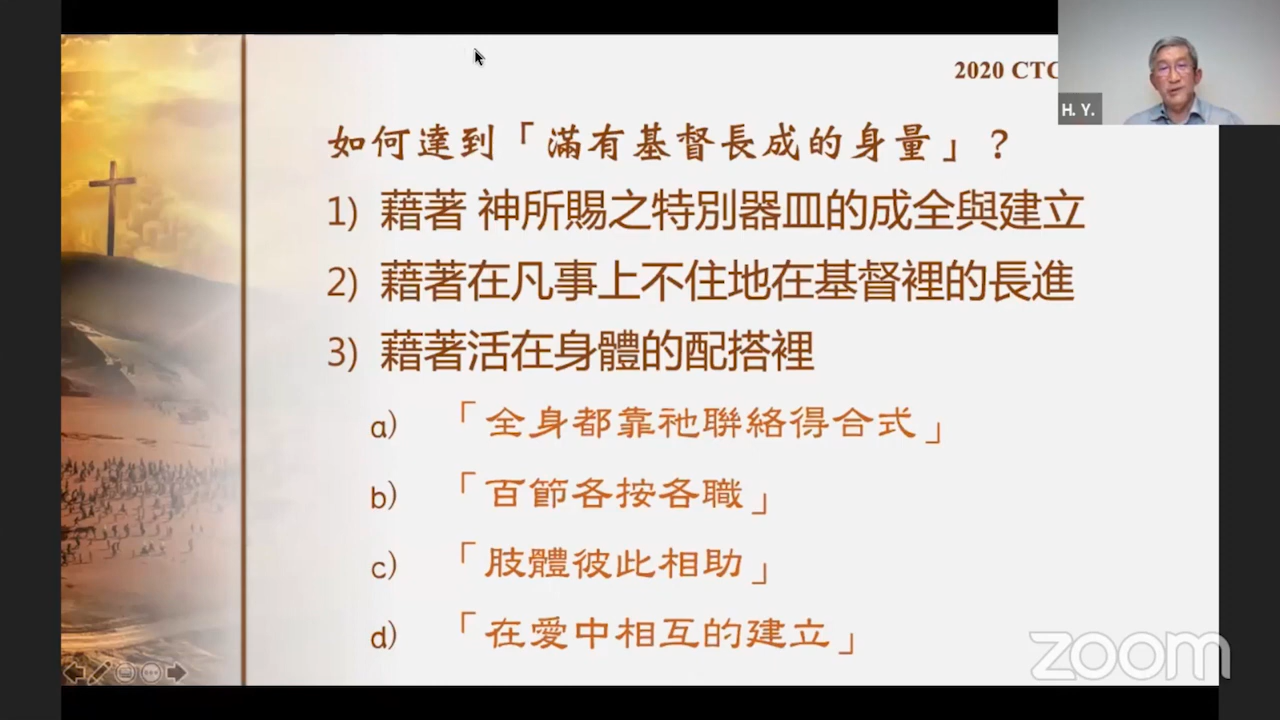 2020 CTC
H. Y.
如何達到「滿有基督長成的身量」？
1) 藉著 神所賜之特別器皿的成全與建立
2) 藉著在凡事上不住地在基督裡的長進
3) 藉著活在身體的配搭裡
a) 「全身都靠祂聯絡得合式」
b) 「百節各按各職」
c) 「肢體彼此相助」
d) 「在愛中相互的建立」
zoom